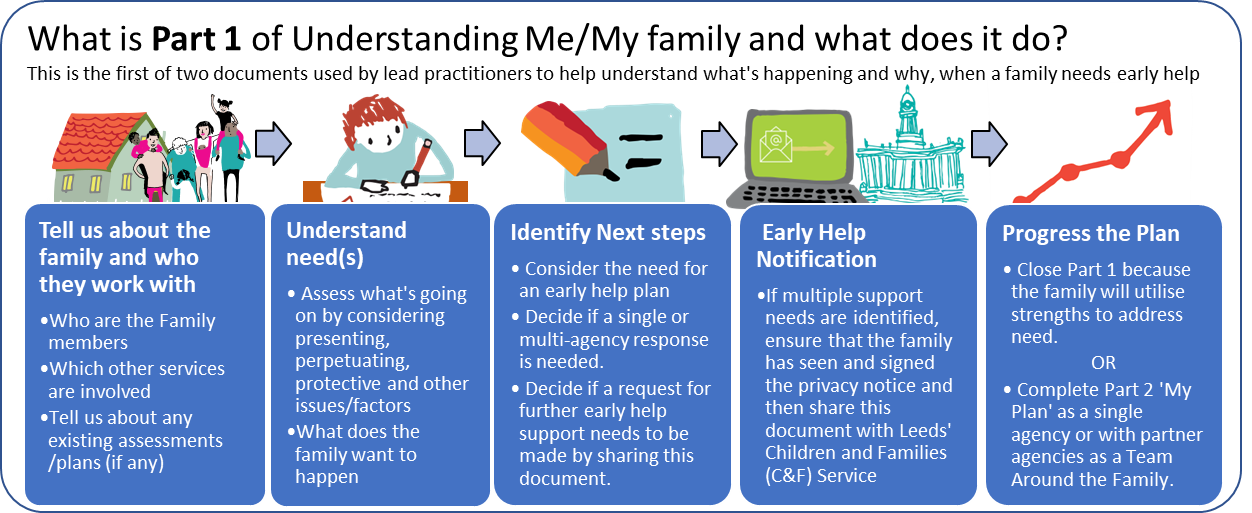 What is Part 1 of Understanding Me/My family and what does it do?
This is the first of two documents used by lead practitioners to help understand what's happening and why, when a family needs early help
Tell us about the
family and who
they work with
•Who are the Family
members
•Which other services
are involved
•Tell us about any
existing assessments
/plans (if any)
Understand
need(s)
• Assess what's going
on by considering
presenting,
perpetuating,
protective and other
issues/factors
•What does the
family want to
happen
Identify Next steps
• Consider the need for
an early help plan
• Decide if a single or
multi-agency response
is needed.
• Decide if a request for
further early help
support needs to be
made by sharing this
document.
Early Help
Notification
•If multiple support
needs are identified,
ensure that the family
has seen and signed
the privacy notice and
then share this
document with Leeds'
Children and Families
(C&F) Service
Progress the Plan
• Close Part 1 because
the family will utilise
strengths to address
need.
OR
• Complete Part 2 'My
Plan' as a single
agency or with partner
agencies as a Team
Around the Family.